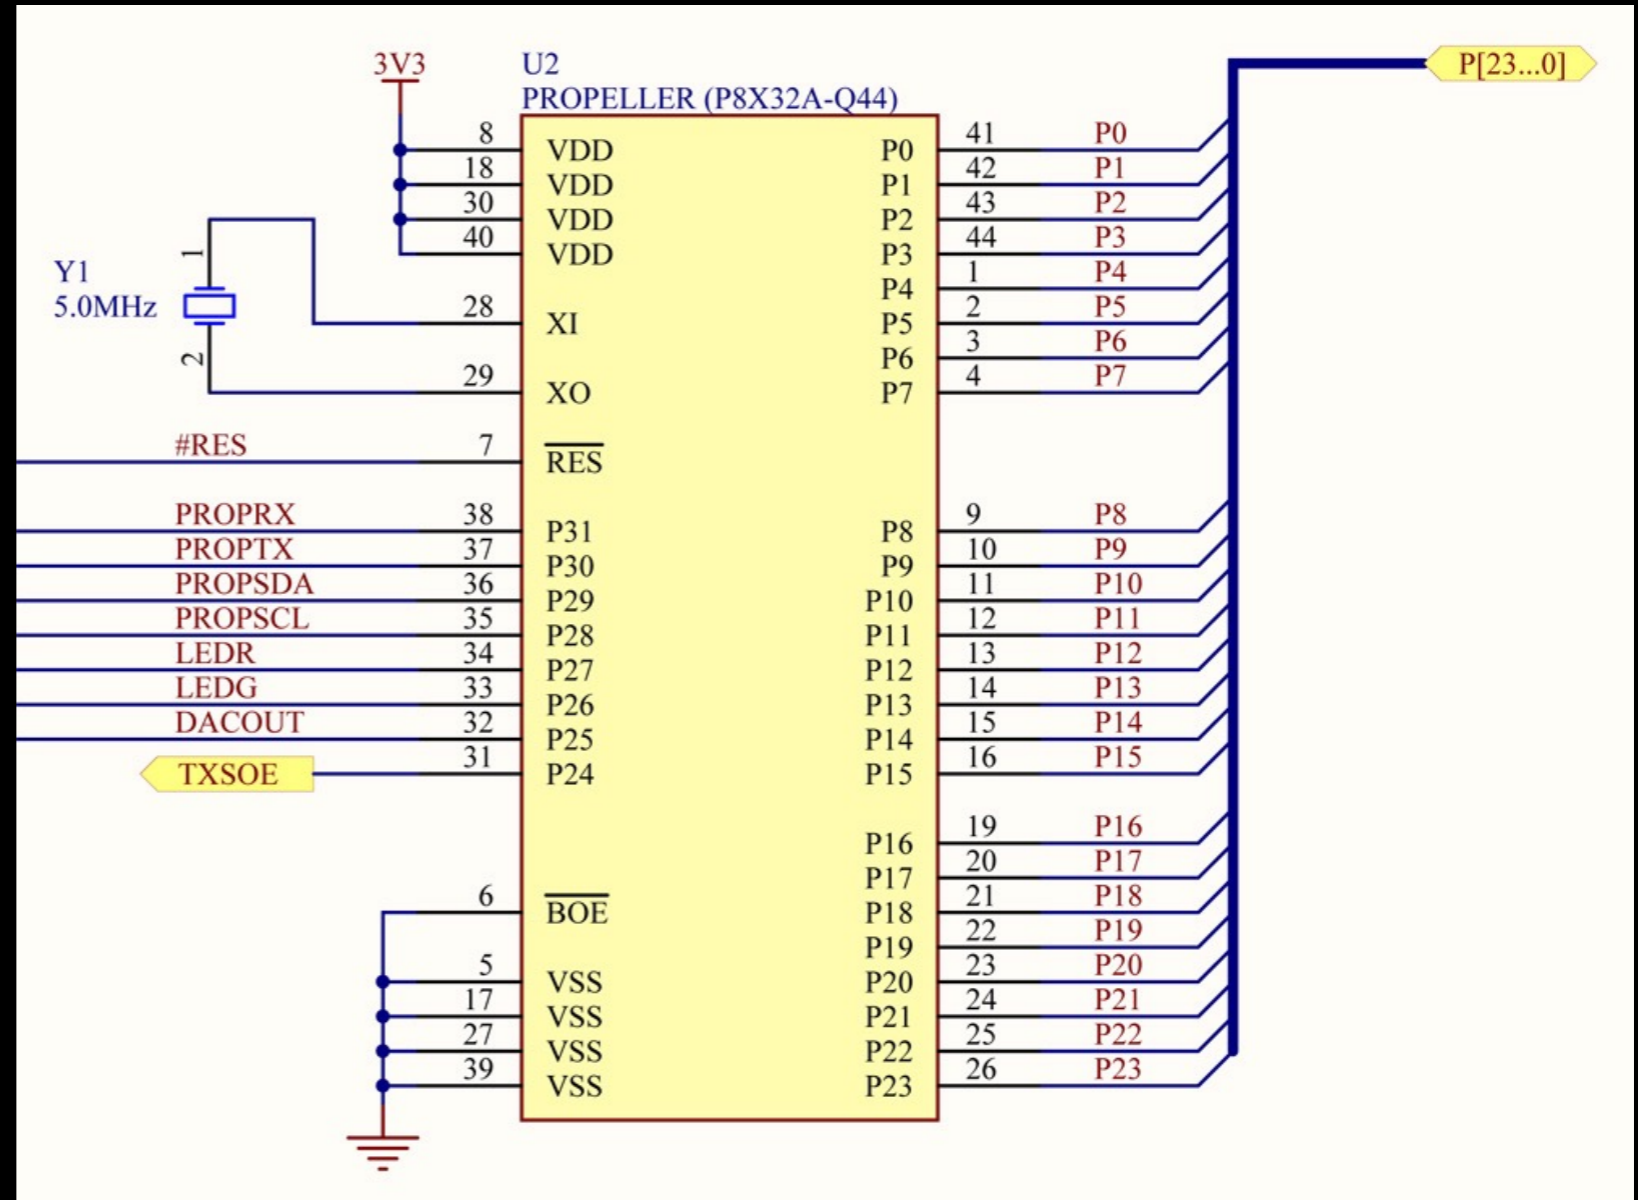 3V3
U2
PROPELLER (P8X32A-Q44)
P[23...0]
8 VDD P0 41 P0
18 VDD P1 42 P1
30 VDD P2 43 P2
40 VDD P3 44 P3
1
Y1
5.0MHz
2
P4 1 P4
28 XI P5 2 P5
P6 3 P6
29 XO P7 4 P7
#RES 7 RES
PROPRX 38 P31 P8 9 P8
PROPTX 37 P30 P9 10 P9
PROPSDA 36 P29 P10 11 P10
PROPSCL 35 P28 P11 12 P11
LEDR 34 P27 P12 13 P12
LEDG 33 P26 P13 14 P13
DACOUT 32 P25 P14 15 P14
TXSOE 31 P24 P15 16 P15
P16 19 P16
P17 20 P17
6 BOE P18 21 P18
P19 22 P19
5 VSS P20 23 P20
17 VSS P21 24 P21
27 VSS P22 25 P22
39 VSS P23 26 P23